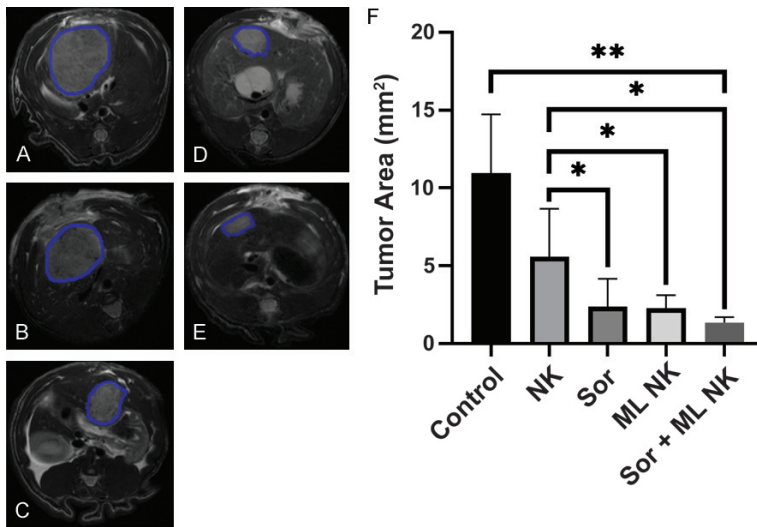 A
D
B
E
C
F
Tumor Area (mm²)
20
15
10
5
0
**
*
*
*
Control
NK
Sor
ML NK
Sor + ML NK